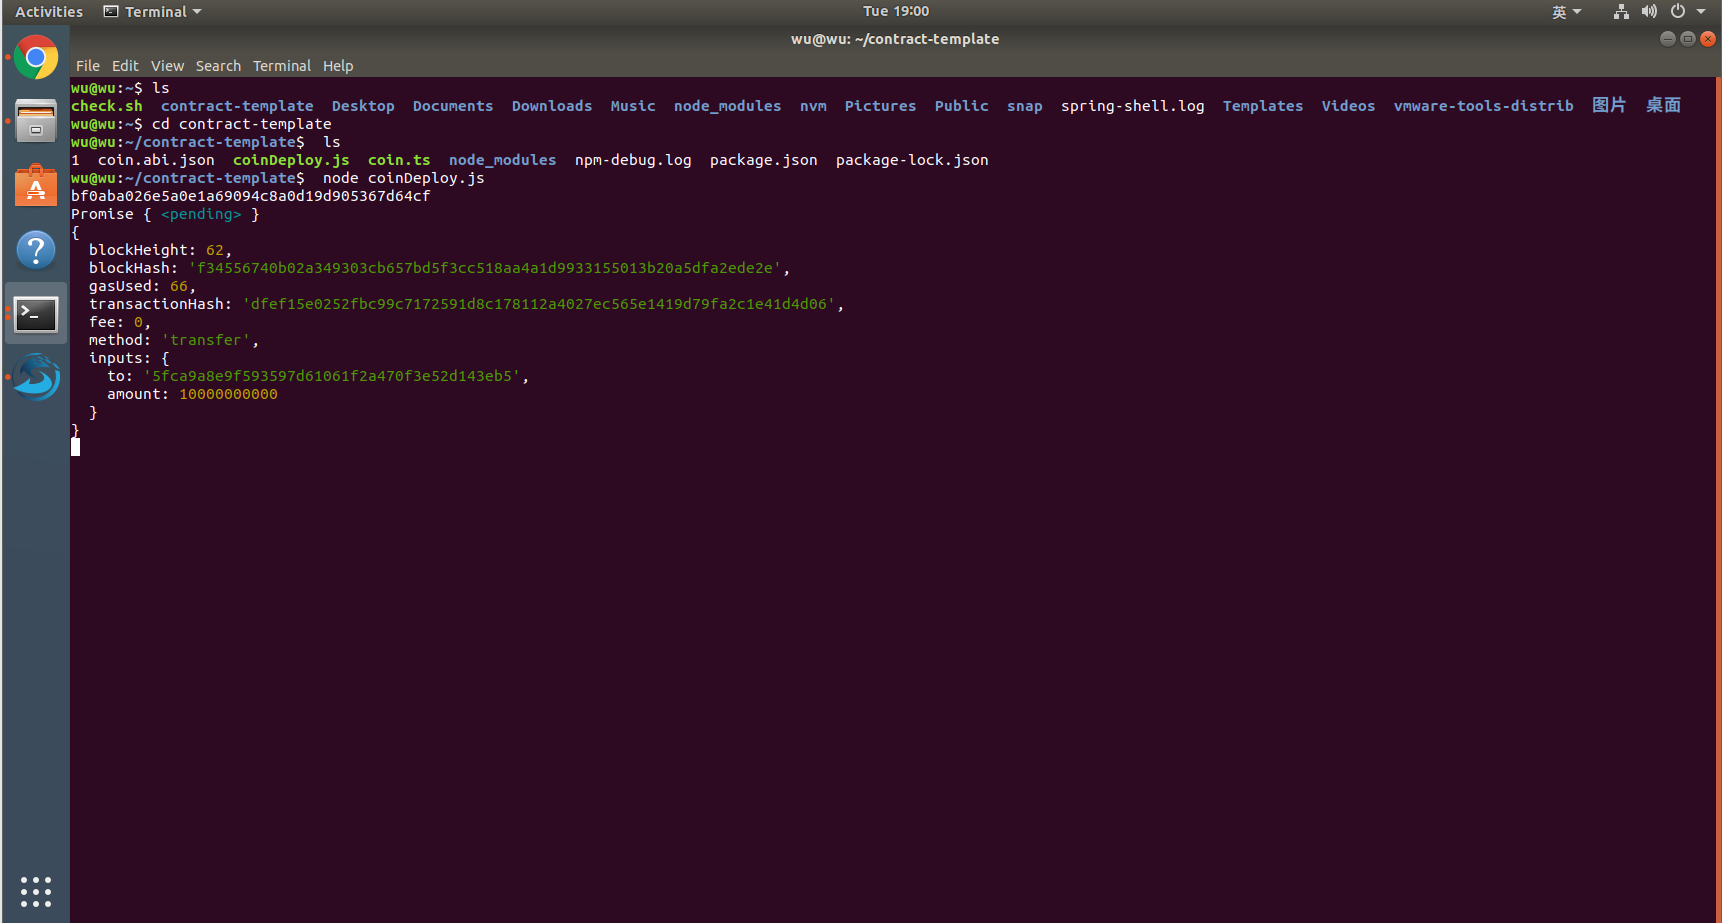 Activities Terminal Tue 19:00 英
wu@wu: ~/contract-template
File Edit View Search Terminal Help
wu@wu:~$ ls
check.sh contract-template Desktop Documents Downloads Music node_modules nvm Pictures Public snap spring-shell.log Templates Videos vmware-tools-distrib 图片 桌面
wu@wu:~$ cd contract-template
wu@wu:~/contract-template$ ls
1 coin.abi.json coinDeploy.js coin.ts node_modules npm-debug.log package.json package-lock.json
wu@wu:~/contract-template$ node coinDeploy.js
bf0aba026e5a0e1a69094c8a0d19d905367d64cf
Promise { <pending> }
{
blockHeight: 62,
blockHash: 'f34556740b02a349303cb657bd5f3cc518aa4a1d9933155013b20a5dfa2ede2e',
gasUsed: 66,
transactionHash: 'dfef15e0252fbc99c7172591d8c178112a4027ec565e1419d79fa2c1e41d4d06',
fee: 0,
method: 'transfer',
inputs: {
to: '5fca9a8e9f593597d61061f2a470f3e52d143eb5',
amount: 10000000000
}
}